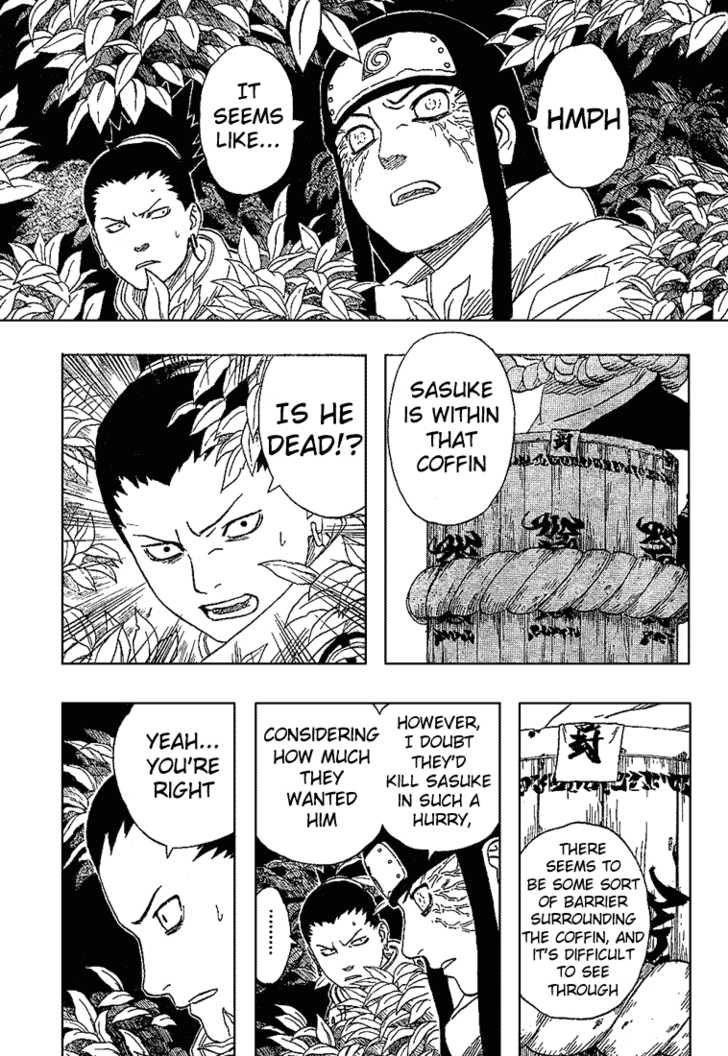 HMPH
IT
SEEMS
LIKE...
SASUKE
IS WITHIN
THAT
COFFIN
封
IS HE
DEAD!?
封
THERE
SEEMS TO
BE SOME SORT
OF BARRIER
SURROUNDING
THE COFFIN, AND
IT'S DIFFICULT
TO SEE
THROUGH
HOWEVER,
I DOUBT
THEY'D
KILL SASUKE
IN SUCH A
HURRY,
CONSIDERING
HOW MUCH
THEY
WANTED
HIM
.........
YEAH...
YOU'RE
RIGHT